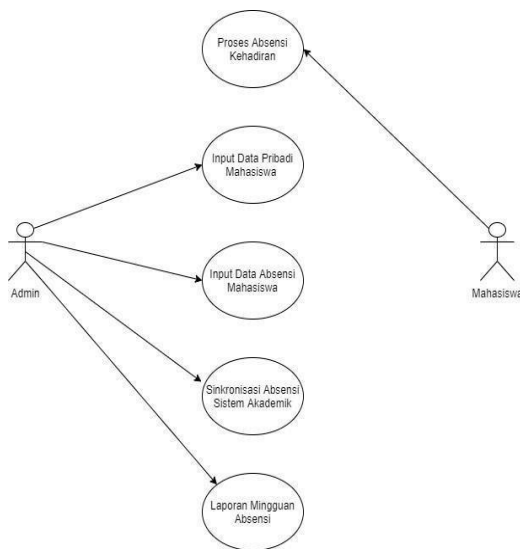 Proses Absensi
Kehadiran
Input Data Pribadi
Mahasiswa
Input Data Absensi
Mahasiswa
Admin
Mahasiswa
Sinkronisasi Absensi
Sistem Akademik
Laporan Mingguan
Absensi